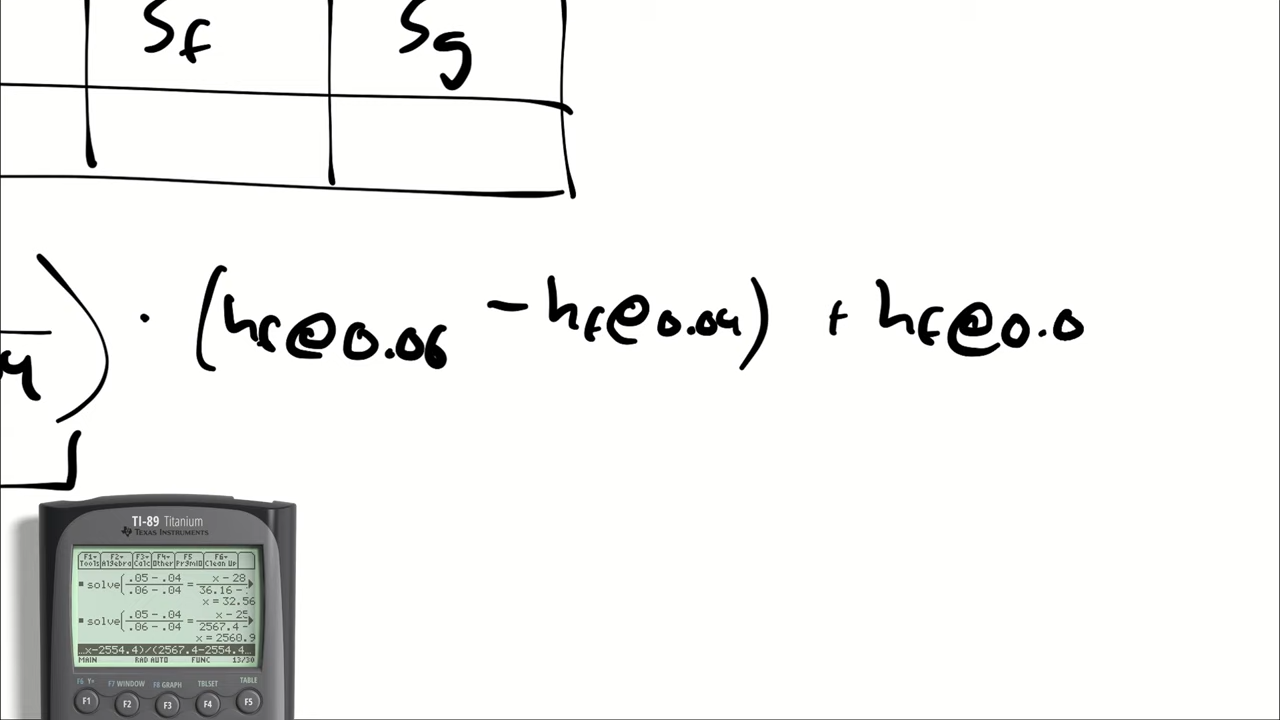 Sf Sg
) · (hf@0.06 - hf@0.04) + hf@0.0
4
TI-89 Titanium
TEXAS INSTRUMENTS
F1 F2 F3 F4 F5 F6
Tools Algebra Calc Other PrgmIO Clean Up
solve(.05-.04/.06-.04=x-28/36.16-
x=32.56
solve(.05-.04/.06-.04=x-25/2567.4-
x=2560.9
…x-2554.4)/(2567.4-2554.4…
MAIN RAD AUTO FUNC 13/30
F6 Y= F7 WINDOW F8 GRAPH TBLSET TABLE
F1 F2 F3 F4 F5